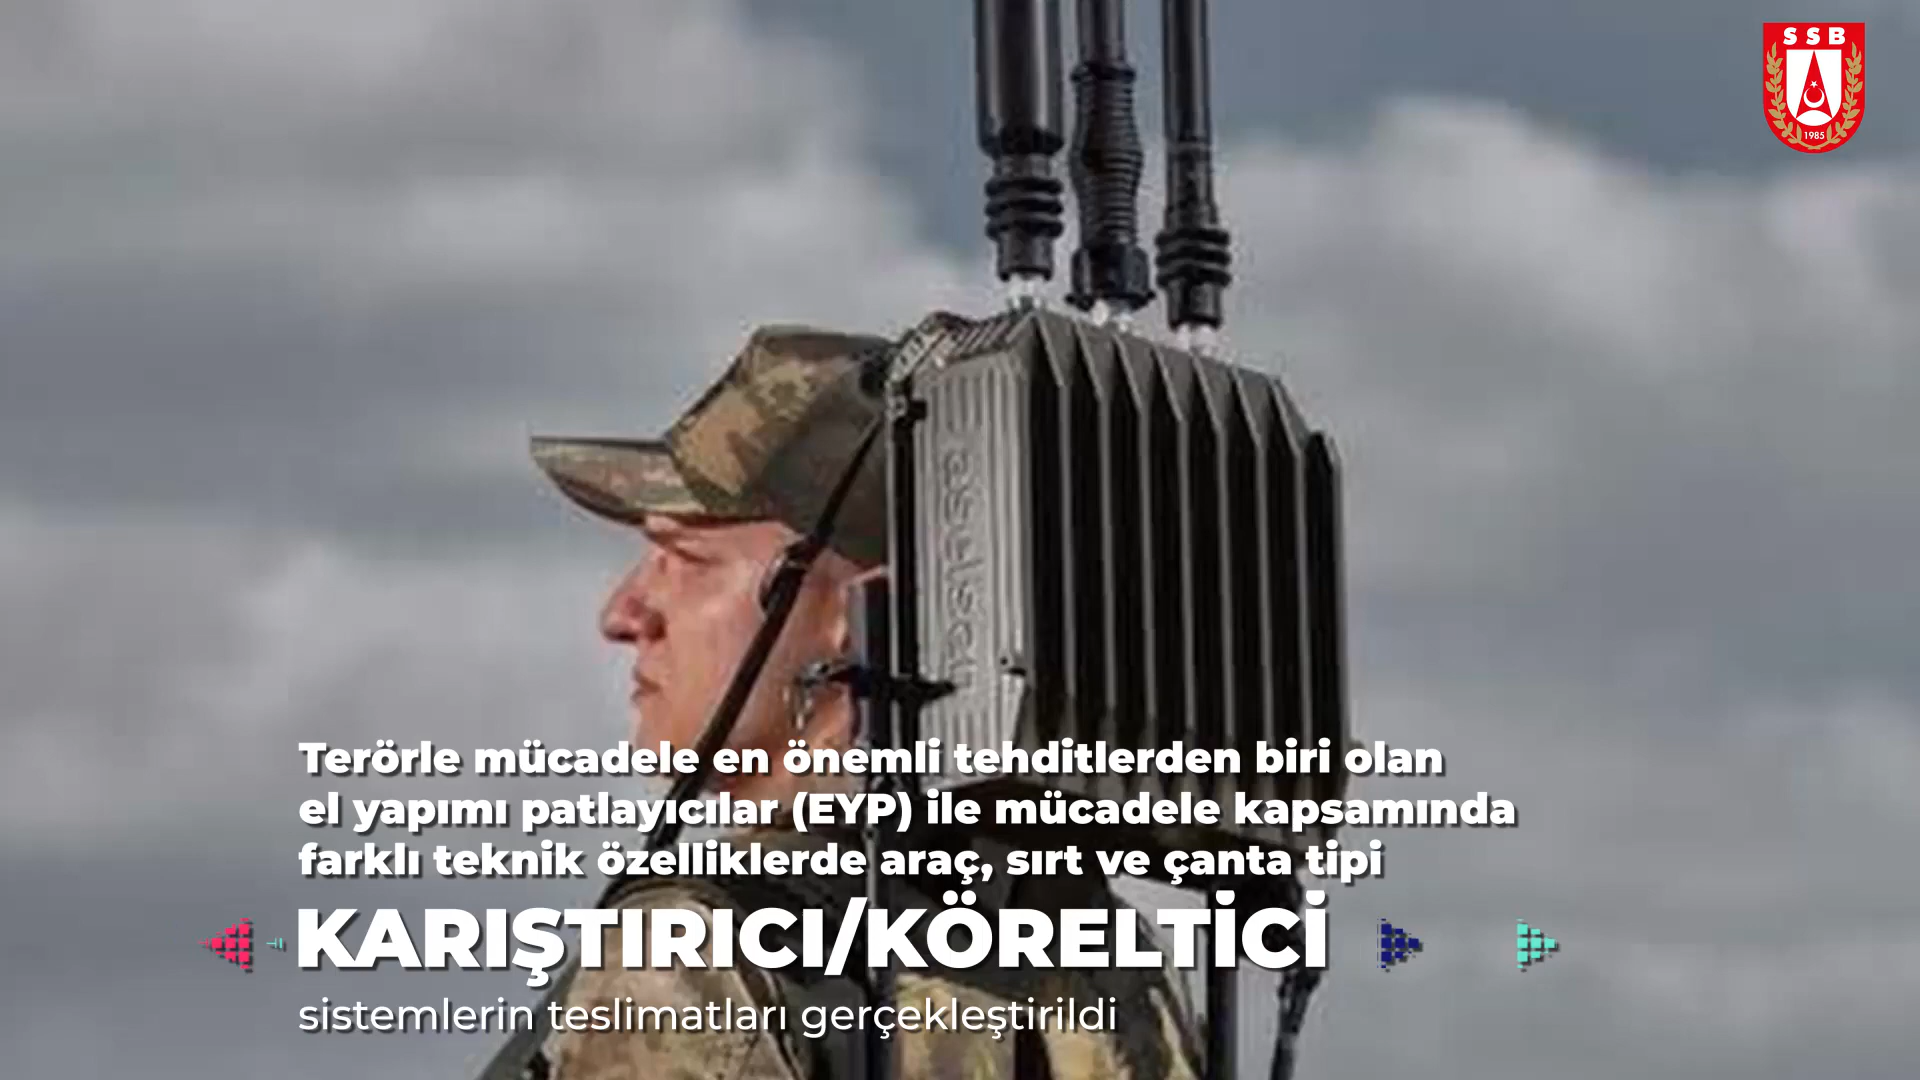 SSB
1985
aselsan
Terörle mücadele en önemli tehditlerden biri olan
el yapımı patlayıcılar (EYP) ile mücadele kapsamında
farklı teknik özelliklerde araç, sırt ve çanta tipi
KARIŞTIRICI/KÖRELTİCİ
sistemlerin teslimatları gerçekleştirildi